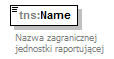 tns:Name
Nazwa zagranicznej
jednostki raportującej